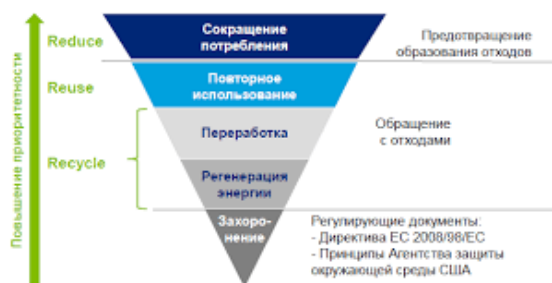 Повышение приоритетности
Reduce
Reuse
Recycle
Сокращение
потребления
Повторное
использование
Переработка
Регенерация
энергии
Захоро-
нение
Предотвращение
образования отходов
Обращение
с отходами
Регулирующие документы:
- Директива ЕС 2008/98/ЕС
- Принципы Агентства защиты
окружающей среды США